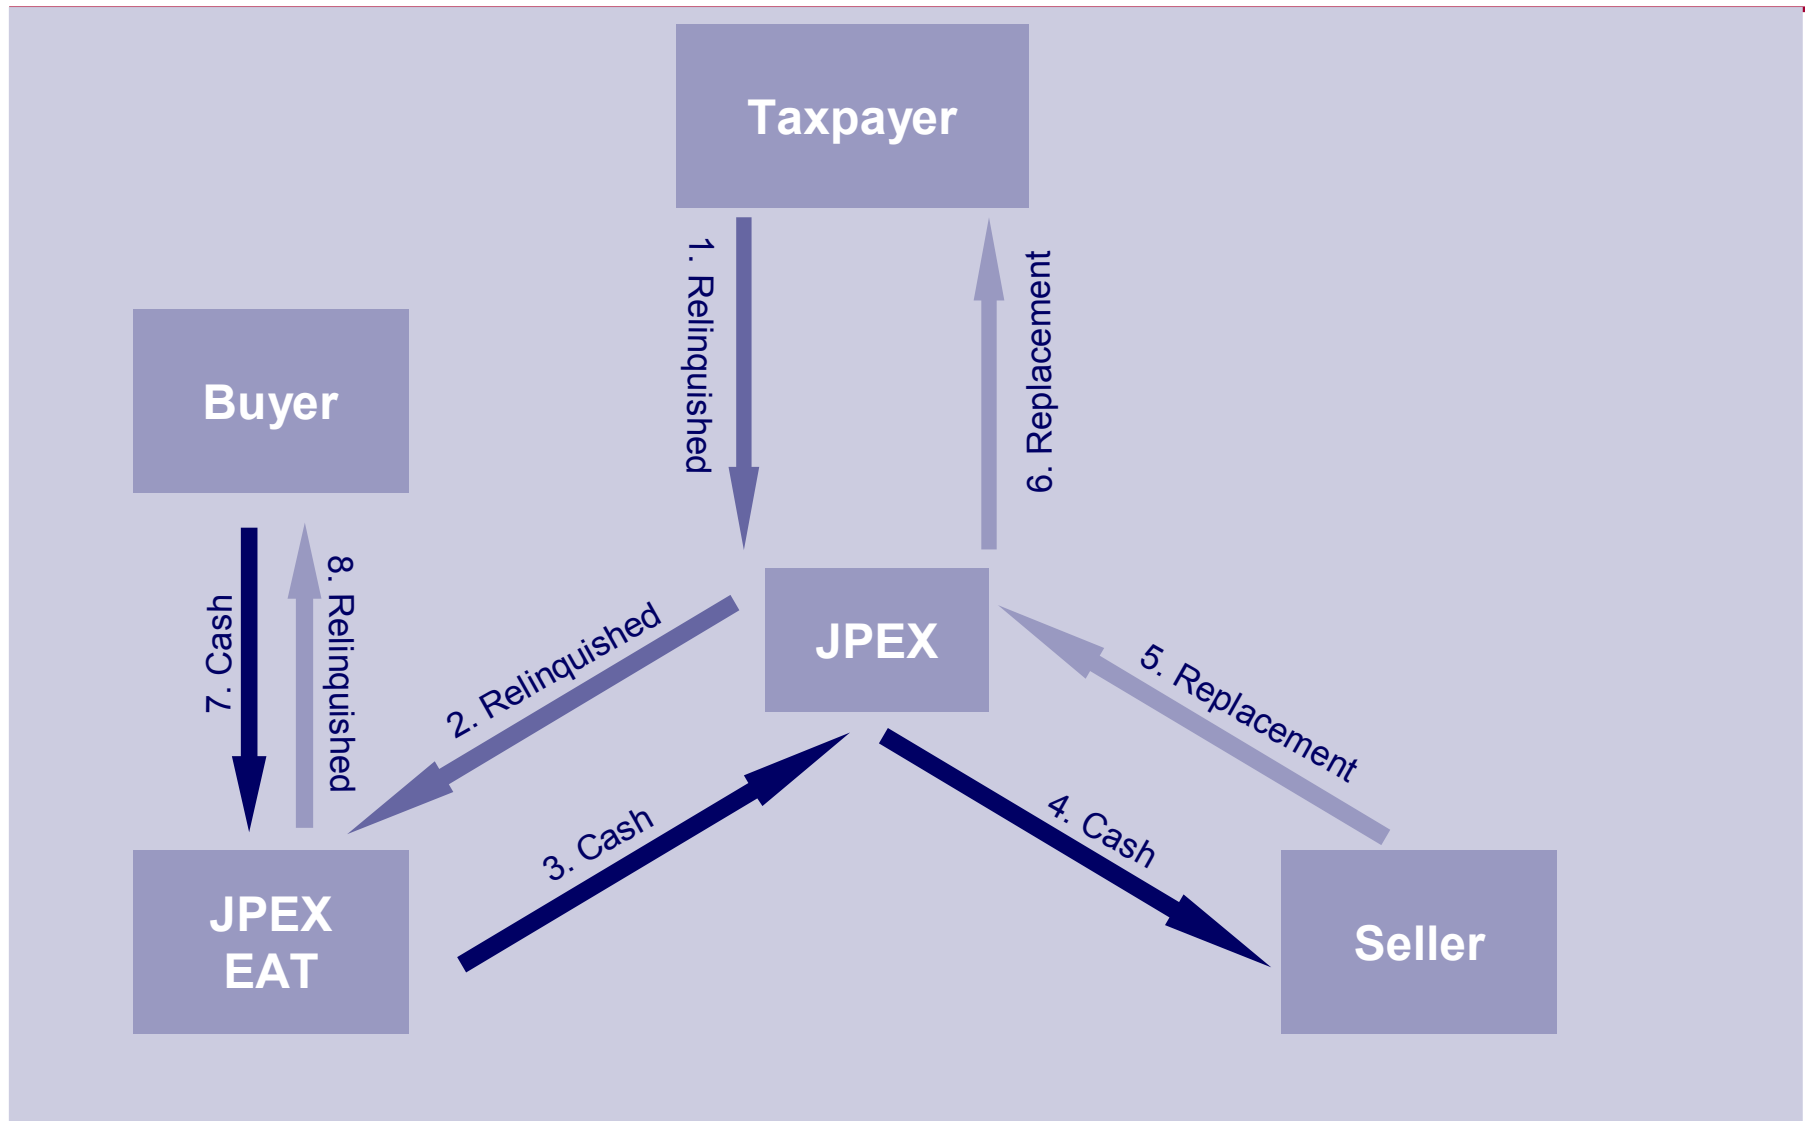 Taxpayer
1. Relinquished
6. Replacement
Buyer
7. Cash
8. Relinquished
2. Relinquished
JPEX
5. Replacement
3. Cash
4. Cash
JPEX
EAT
Seller